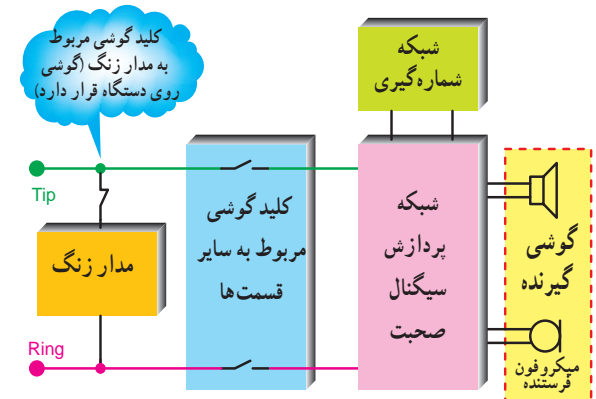 کلید گوشی مربوط
به مدار زنگ (گوشی
روی دستگاه قرار دارد)
شبکه
شماره‌گیری
Tip
کلید گوشی
مربوط به سایر
قسمت‌ها
شبکه
پردازش
سیگنال
صحبت
گوشی
گیرنده
مدار زنگ
Ring
میکروفون
فرستنده